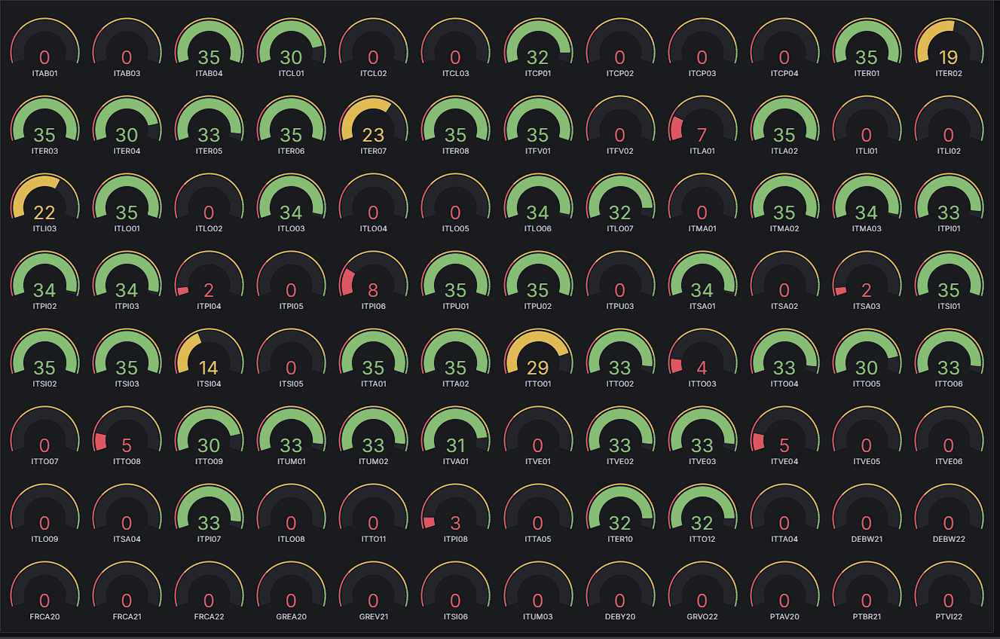 0 0 35 30 0 0 32 0 0 0 35 19
ITAB01 ITAB03 ITAB04 ITCL01 ITCL02 ITCL03 ITCP01 ITCP02 ITCP03 ITCP04 ITER01 ITER02
35 30 33 35 23 35 35 0 7 35 0 0
ITER03 ITER04 ITER05 ITER06 ITER07 ITER08 ITFV01 ITFV02 ITLA01 ITLA02 ITLI01 ITLI02
22 35 0 34 0 0 34 32 0 35 34 33
ITLI03 ITLO01 ITLO02 ITLO03 ITLO04 ITLO05 ITLO06 ITLO07 ITMA01 ITMA02 ITMA03 ITPI01
34 34 2 0 8 35 35 0 34 0 2 35
ITPI02 ITPI03 ITPI04 ITPI05 ITPI06 ITPU01 ITPU02 ITPU03 ITSA01 ITSA02 ITSA03 ITSI01
35 35 14 0 35 35 29 33 4 33 30 33
ITSI02 ITSI03 ITSI04 ITSI05 ITTA01 ITTA02 ITTO01 ITTO02 ITTO03 ITTO04 ITTO05 ITTO06
0 5 30 33 33 31 0 33 33 5 0 0
ITTO07 ITTO08 ITTO09 ITUM01 ITUM02 ITVA01 ITVE01 ITVE02 ITVE03 ITVE04 ITVE05 ITVE06
0 0 33 0 0 3 0 32 32 0 0 0
ITLO09 ITSA04 ITPI07 ITLO08 ITTO11 ITPI08 ITTA05 ITER10 ITTO12 ITTA04 DEBW21 DEBW22
0 0 0 0 0 0 0 0 0 0 0 0
FRCA20 FRCA21 FRCA22 GREA20 GREV21 ITSI06 ITUM03 DEBY20 GRVO22 PTAV20 PTBR21 PTVI22